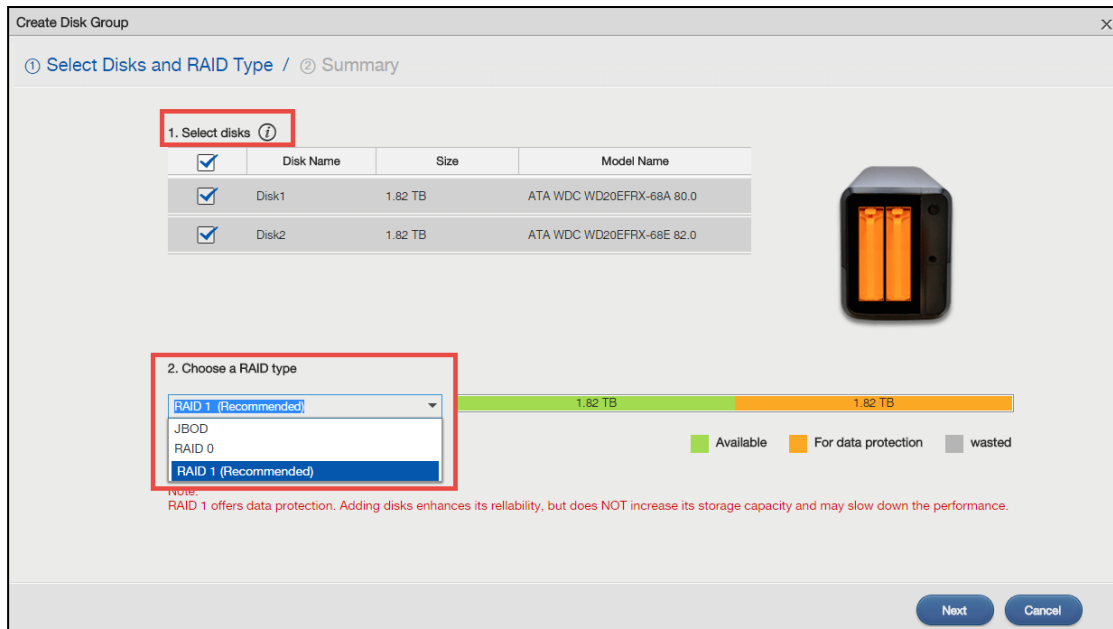 Create Disk Group
① Select Disks and RAID Type / ② Summary
1. Select disks i
Disk Name Size Model Name
Disk1 1.82 TB ATA WDC WD20EFRX-68A 80.0
Disk2 1.82 TB ATA WDC WD20EFRX-68E 82.0
2. Choose a RAID type
RAID 1 (Recommended) 1.82 TB 1.82 TB
JBOD
RAID 0
RAID 1 (Recommended)
Available For data protection wasted
Note:
RAID 1 offers data protection. Adding disks enhances its rellability, but does NOT increase its storage capacity and may slow down the performance.
Next Cancel